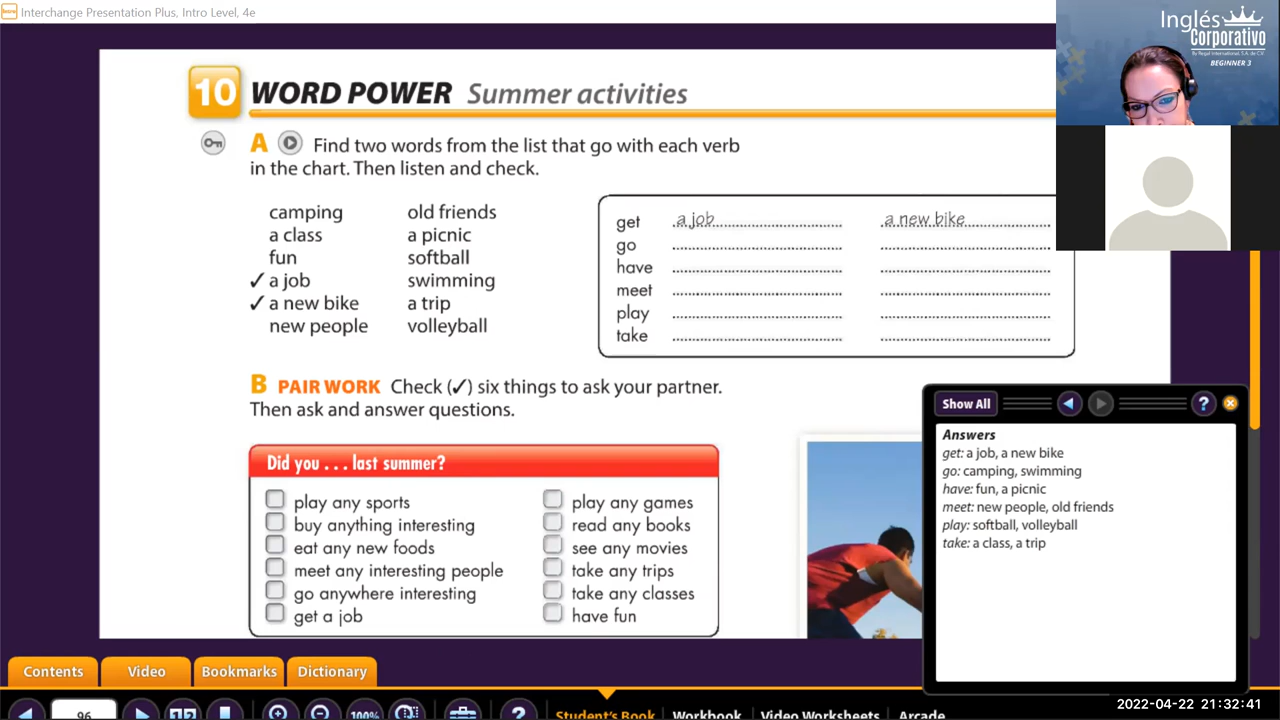 Interchange Presentation Plus, Intro Level, 4e
Inglés
Corporativo
By Regal International, S.A. de C.V.
BEGINNER 3
10 WORD POWER Summer activities
A Find two words from the list that go with each verb
in the chart. Then listen and check.
camping old friends
a class a picnic
fun softball
✓ a job swimming
✓ a new bike a trip
new people volleyball
get a job a new bike
go
have
meet
play
take
B PAIR WORK Check (✓) six things to ask your partner.
Then ask and answer questions.
Did you . . . last summer?
play any sports play any games
buy anything interesting read any books
eat any new foods see any movies
meet any interesting people take any trips
go anywhere interesting take any classes
get a job have fun
Show All ?
Answers
get: a job, a new bike
go: camping, swimming
have: fun, a picnic
meet: new people, old friends
play: softball, volleyball
take: a class, a trip
Contents Video Bookmarks Dictionary
96 100% ? Student's Book Workbook Video Worksheets Arcade
2022-04-22 21:32:41